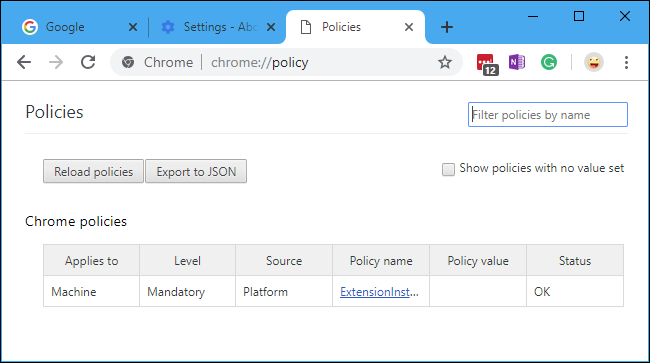 Google
Settings - Abo
Policies
Chrome chrome://policy
12
Policies
Filter policies by name
Reload policies Export to JSON Show policies with no value set
Chrome policies
Applies to Level Source Policy name Policy value Status
Machine Mandatory Platform ExtensionInst... OK